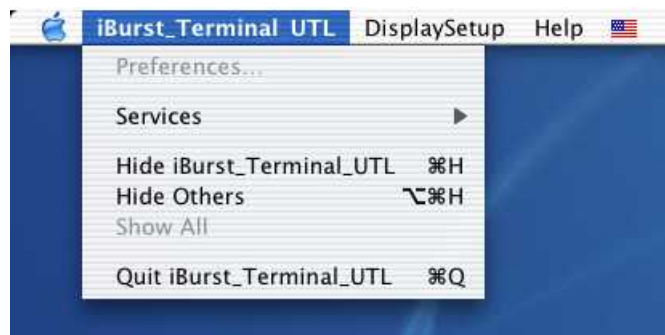 iBurst_Terminal UTL DisplaySetup Help
Preferences...
Services
Hide iBurst_Terminal_UTL ⌘H
Hide Others ⌥⌘H
Show All
Quit iBurst_Terminal_UTL ⌘Q